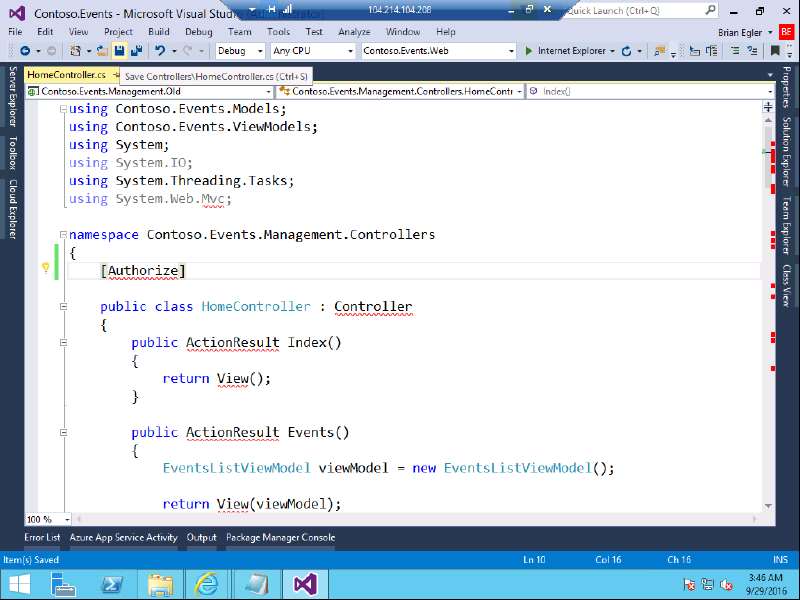 Contoso.Events - Microsoft Visual Stu
104.214.104.208
Quick Launch (Ctrl+Q)
File Edit View Project Build Debug Team Tools Test Analyze Window Help
Brian Egler
BE
Debug Any CPU Contoso.Events.Web Internet Explorer
HomeController.cs
Save Controllers\HomeController.cs (Ctrl+S)
Contoso.Events.Management.Old
Contoso.Events.Management.Controllers.HomeContr
Index()
Server Explorer
Toolbox
Cloud Explorer
Properties
Solution Explorer
Team Explorer
Class View
using Contoso.Events.Models;
using Contoso.Events.ViewModels;
using System;
using System.IO;
using System.Threading.Tasks;
using System.Web.Mvc;
namespace Contoso.Events.Management.Controllers
{
[Authorize]
public class HomeController : Controller
{
public ActionResult Index()
{
return View();
}
public ActionResult Events()
{
EventsListViewModel viewModel = new EventsListViewModel();
return View(viewModel);
100 %
Error List Azure App Service Activity Output Package Manager Console
Item(s) Saved
Ln 10 Col 16 Ch 16 INS
3:46 AM
9/29/2016